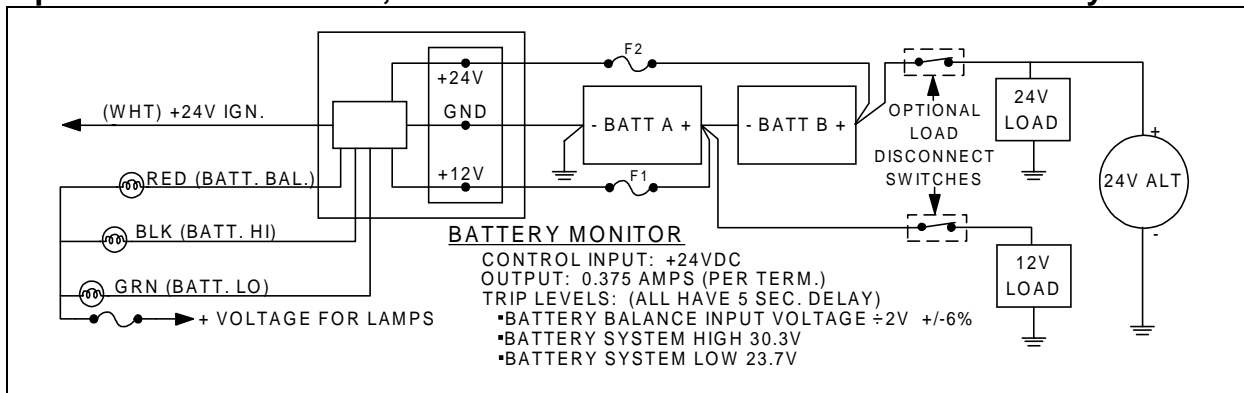 F2
+24V
(WHT) +24V IGN.
GND
- BATT A +
- BATT B +
OPTIONAL
LOAD
DISCONNECT
SWITCHES
24V
LOAD
+
24V ALT
-
+12V
F1
RED (BATT. BAL.)
BLK (BATT. HI)
GRN (BATT. LO)
+ VOLTAGE FOR LAMPS
BATTERY MONITOR
CONTROL INPUT: +24VDC
OUTPUT: 0.375 AMPS (PER TERM.)
TRIP LEVELS: (ALL HAVE 5 SEC. DELAY)
▪BATTERY BALANCE INPUT VOLTAGE ÷2V +/-6%
▪BATTERY SYSTEM HIGH 30.3V
▪BATTERY SYSTEM LOW 23.7V
12V
LOAD